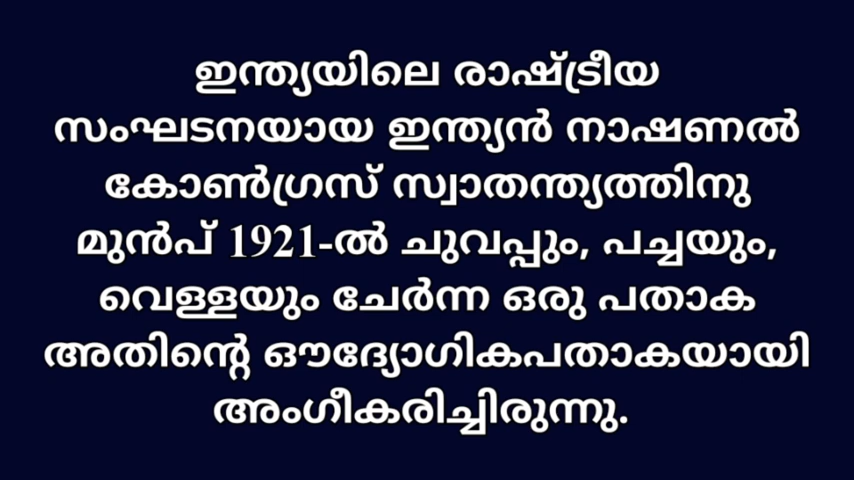 ഇന്ത്യയിലെ രാഷ്ട്രീയ
സംഘടനയായ ഇന്ത്യൻ നാഷണൽ
കോൺഗ്രസ് സ്വാതന്ത്യത്തിനു
മുൻപ് 1921-ൽ ചുവപ്പും, പച്ചയും,
വെള്ളയും ചേർന്ന ഒരു പതാക
അതിന്റെ ഔദ്യോഗികപതാകയായി
അംഗീകരിച്ചിരുന്നു.